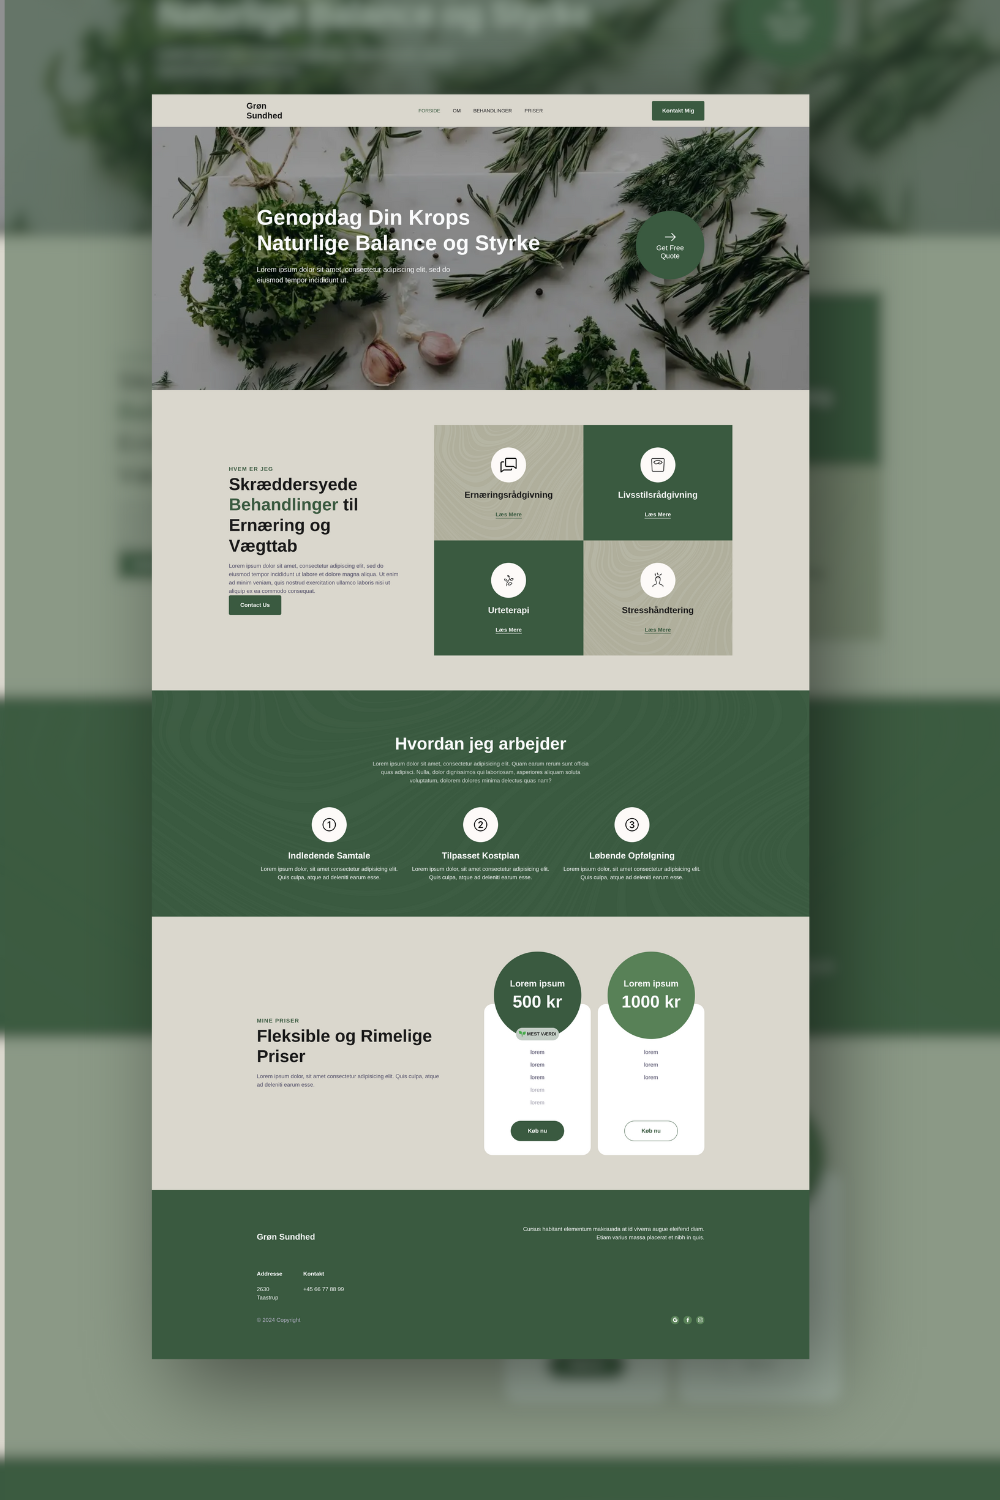 Grøn
Sundhed
FORSIDE OM BEHANDLINGER PRISER
Kontakt Mig
Genopdag Din Krops
Naturlige Balance og Styrke
Lorem ipsum dolor sit amet, consectetur adipiscing elit, sed do
eiusmod tempor incididunt ut.
Get Free
Quote
HVEM ER JEG
Skræddersyede
Behandlinger til
Ernæring og
Vægttab
Lorem ipsum dolor sit amet, consectetur adipiscing elit, sed do
eiusmod tempor incididunt ut labore et dolore magna aliqua. Ut enim
ad minim veniam, quis nostrud exercitation ullamco laboris nisi ut
aliquip ex ea commodo consequat.
Contact Us
Ernæringsrådgivning
Læs Mere
Livsstilsrådgivning
Læs Mere
Urteterapi
Læs Mere
Stresshåndtering
Læs Mere
Hvordan jeg arbejder
Lorem ipsum dolor sit amet, consectetur adipisicing elit. Quam earum rerum sunt officia
quas adipisci. Nulla, dolor dignissimos qui laboriosam, asperiores aliquam soluta
voluptatum, dolorem dolores minima delectus quas nam?
1
Indledende Samtale
Lorem ipsum dolor, sit amet consectetur adipisicing elit.
Quis culpa, atque ad deleniti earum esse.
2
Tilpasset Kostplan
Lorem ipsum dolor, sit amet consectetur adipisicing elit.
Quis culpa, atque ad deleniti earum esse.
3
Løbende Opfølgning
Lorem ipsum dolor, sit amet consectetur adipisicing elit.
Quis culpa, atque ad deleniti earum esse.
MINE PRISER
Fleksible og Rimelige
Priser
Lorem ipsum dolor, sit amet consectetur adipisicing elit. Quis culpa, atque
ad deleniti earum esse.
Lorem ipsum
500 kr
MEST VÆRDI
lorem
lorem
lorem
lorem
lorem
Køb nu
Lorem ipsum
1000 kr
lorem
lorem
lorem
Køb nu
Grøn Sundhed
Cursus habitant elementum malesuada at id viverra augue eleifend diam.
Etiam varius massa placerat et nibh in quis.
Addresse
2630
Taastrup
Kontakt
+45 66 77 88 99
© 2024 Copyright